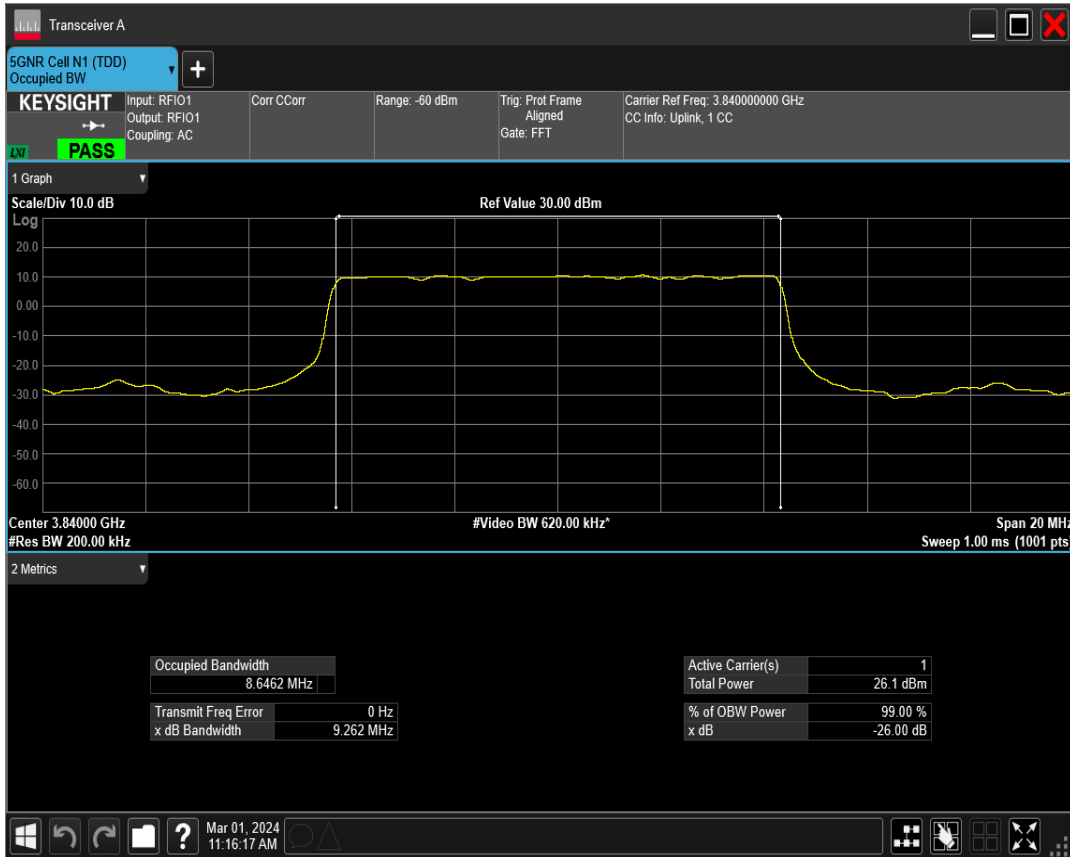 Transceiver A
5GNR Cell N1 (TDD)
Occupied BW
+
KEYSIGHT
LXI
PASS
Input: RFIO1
Output: RFIO1
Coupling: AC
Corr CCorr
Range: -60 dBm
Trig: Prot Frame
Aligned
Gate: FFT
Carrier Ref Freq: 3.840000000 GHz
CC Info: Uplink, 1 CC
1 Graph
Scale/Div 10.0 dB
Ref Value 30.00 dBm
Log
20.0
10.0
0.00
-10.0
-20.0
-30.0
-40.0
-50.0
-60.0
Center 3.84000 GHz
#Video BW 620.00 kHz*
Span 20 MHz
#Res BW 200.00 kHz
Sweep 1.00 ms (1001 pts)
2 Metrics
Occupied Bandwidth
8.6462 MHz
Transmit Freq Error 0 Hz
x dB Bandwidth 9.262 MHz
Active Carrier(s) 1
Total Power 26.1 dBm
% of OBW Power 99.00 %
x dB -26.00 dB
?
Mar 01, 2024
11:16:17 AM